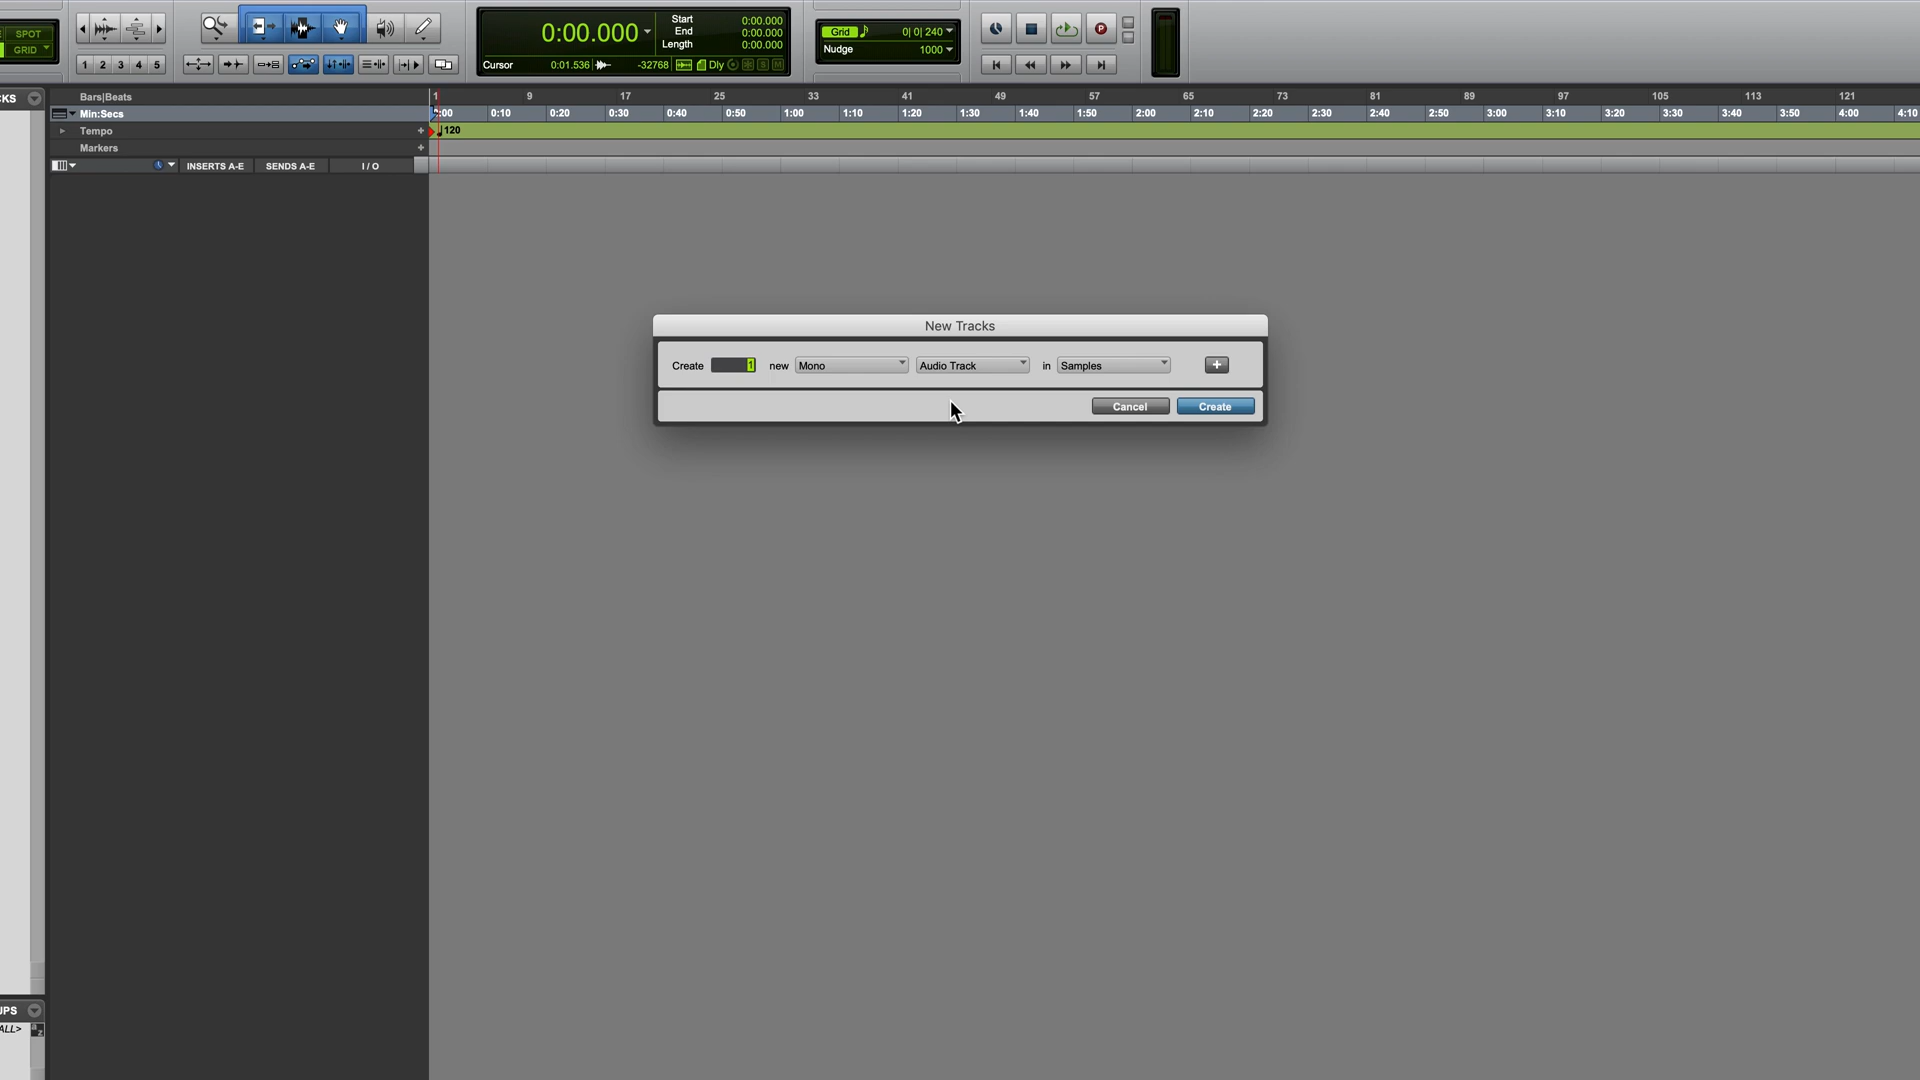 SPOT
GRID
1 2 3 4 5
0:00.000
Start 0:00.000
End 0:00.000
Length 0:00.000
Cursor 0:01.536 -32768 Dly S M
Grid 0| 0| 240
Nudge 1000
P
CKS
Bars|Beats 1 9 17 25 33 41 49 57 65 73 81 89 97 105 113 121
Min:Secs 0:00 0:10 0:20 0:30 0:40 0:50 1:00 1:10 1:20 1:30 1:40 1:50 2:00 2:10 2:20 2:30 2:40 2:50 3:00 3:10 3:20 3:30 3:40 3:50 4:00 4:10
Tempo + 120
Markers +
INSERTS A-E SENDS A-E I / O
New Tracks
Create 1 new Mono Audio Track in Samples +
Cancel Create
UPS
ALL>